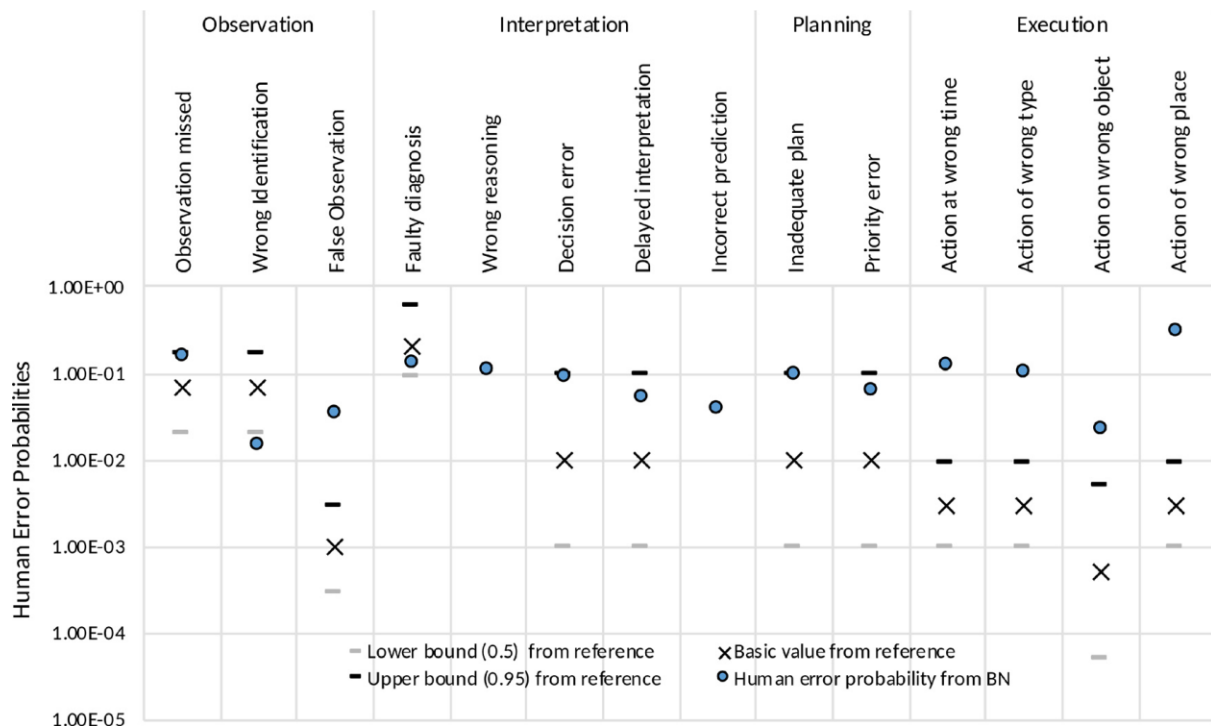 Observation
Interpretation
Planning
Execution
Observation missed
Wrong Identification
False Observation
Faulty diagnosis
Wrong reasoning
Decision error
Delayed interpretation
Incorrect prediction
Inadequate plan
Priority error
Action at wrong time
Action of wrong type
Action on wrong object
Action of wrong place
Human Error Probabilities
1.00E+00
1.00E-01
1.00E-02
1.00E-03
1.00E-04
1.00E-05
Lower bound (0.5) from reference
Basic value from reference
Upper bound (0.95) from reference
Human error probability from BN